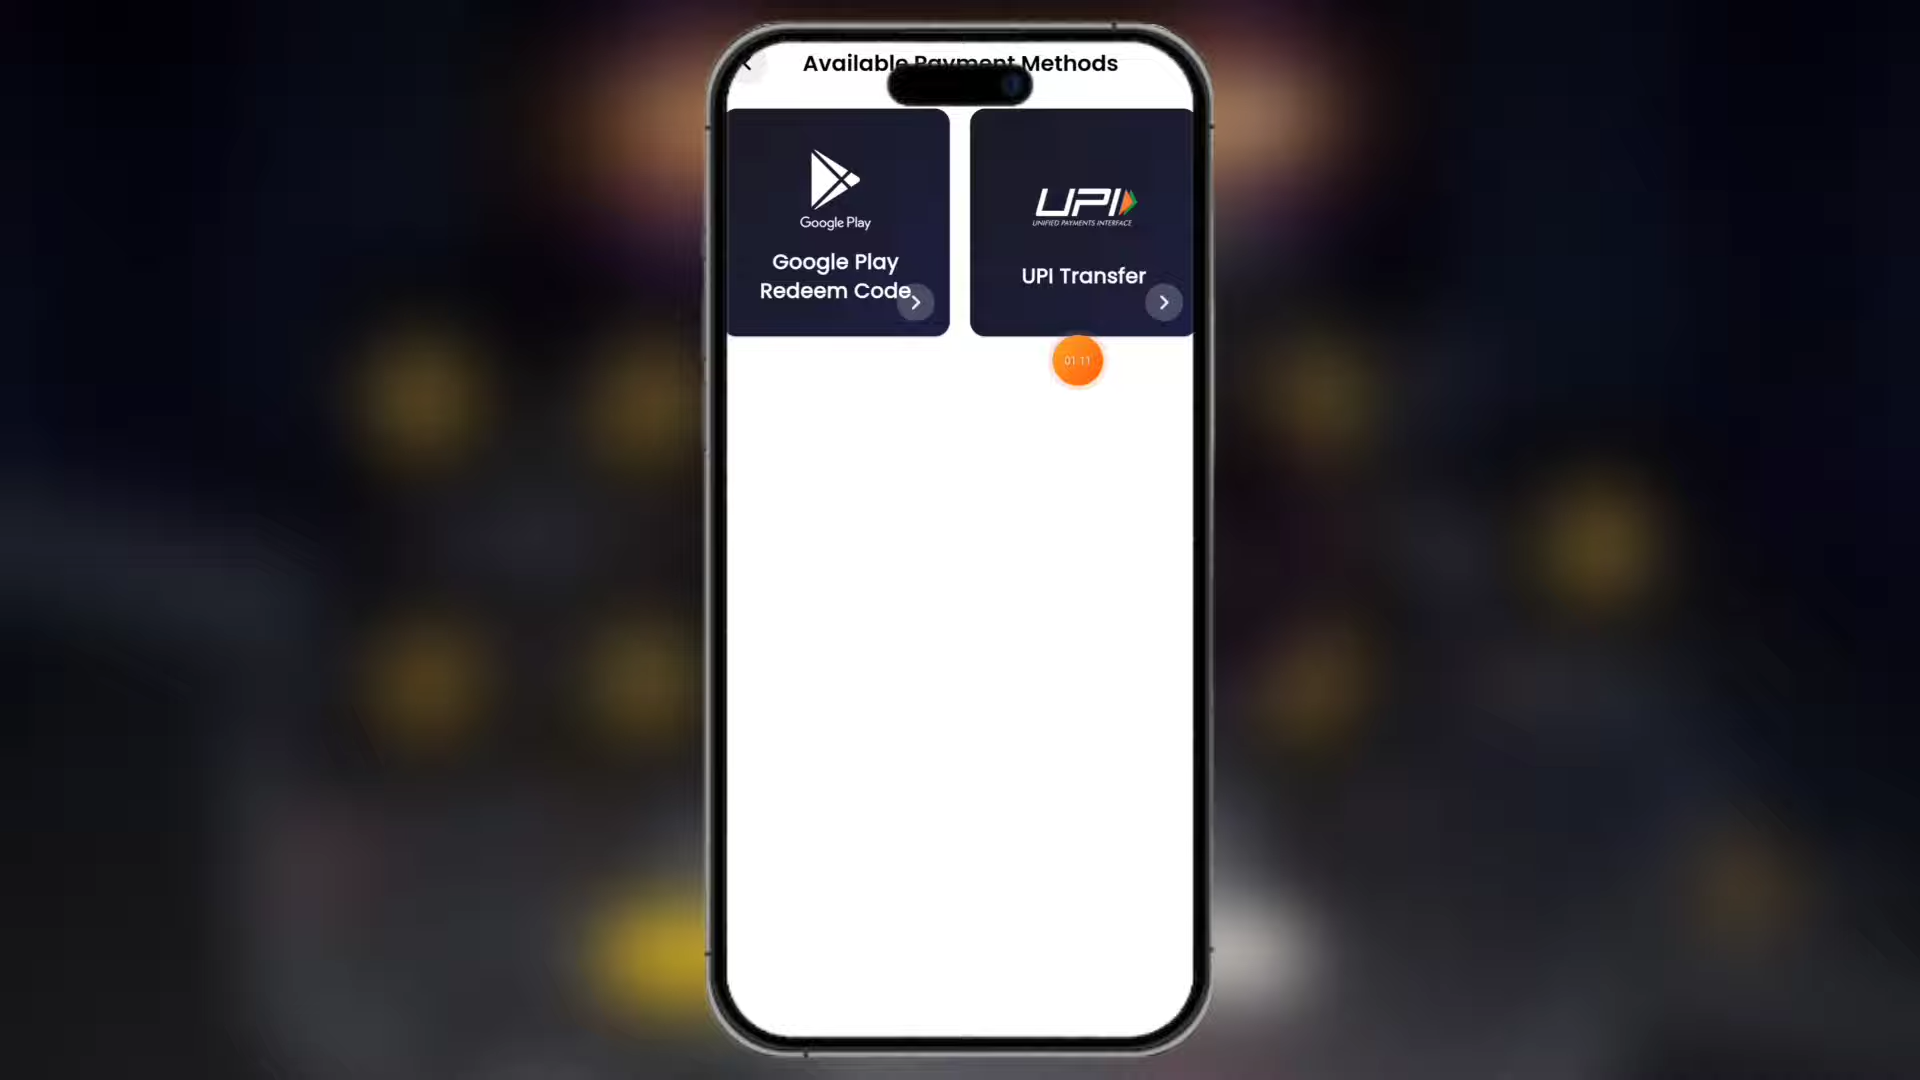 Available Payment Methods
Google Play
Google Play
Redeem Code
UPI
UNIFIED PAYMENTS INTERFACE
UPI Transfer
01:11